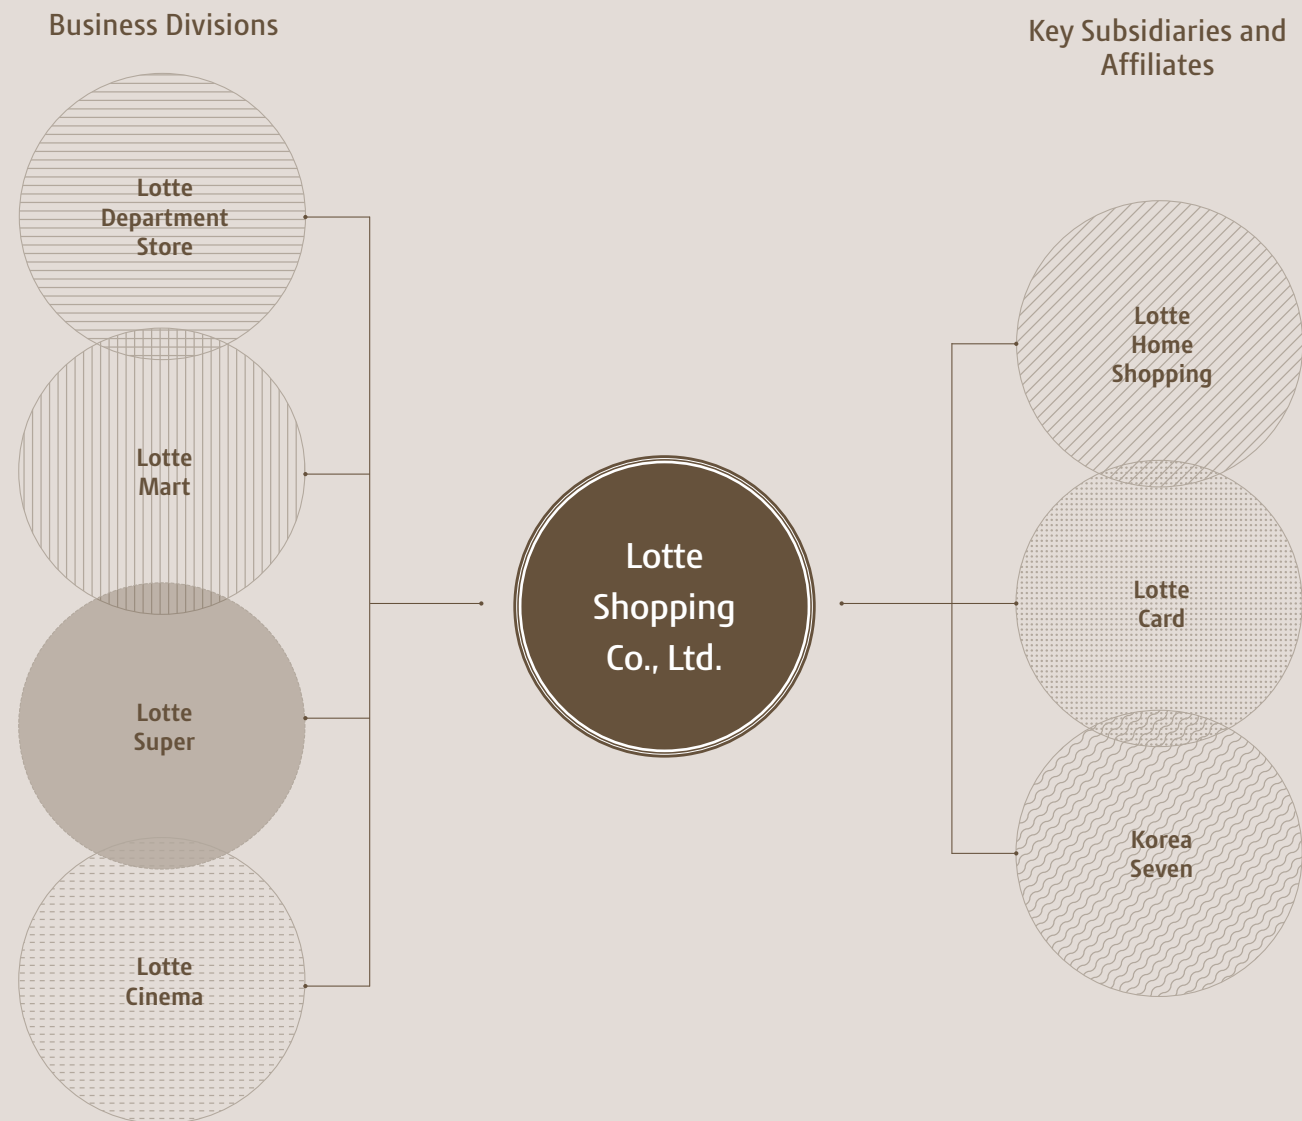 Business Divisions
Lotte
Department
Store
Lotte
Mart
Lotte
Super
Lotte
Cinema
Lotte
Shopping
Co., Ltd.
Key Subsidiaries and
Affiliates
Lotte
Home
Shopping
Lotte
Card
Korea
Seven